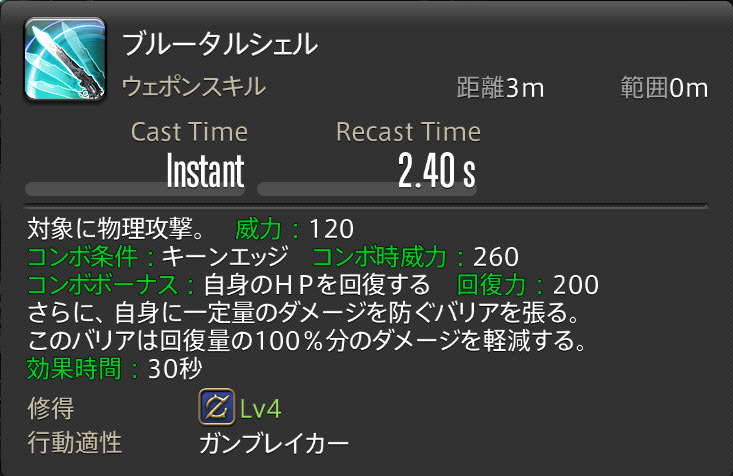 ブルータルシェル
ウェポンスキル 距離3m 範囲0m
Cast Time Recast Time
Instant 2.40 s
対象に物理攻撃。 威力：120
コンボ条件：キーンエッジ コンボ時威力：260
コンボボーナス：自身のＨＰを回復する 回復力：200
さらに、自身に一定量のダメージを防ぐバリアを張る。
このバリアは回復量の100％分のダメージを軽減する。
効果時間：30秒
修得 Lv4
行動適性 ガンブレイカー